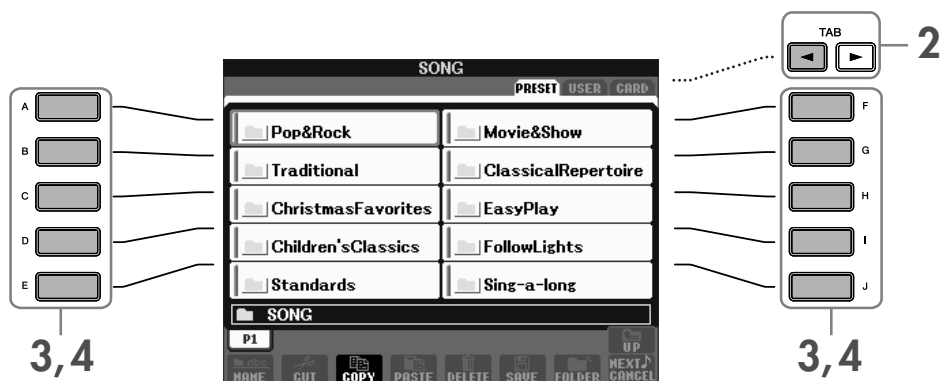 TAB
2
SONG
PRESET USER CARD
A
F
Pop&Rock
Movie&Show
B
G
Traditional
ClassicalRepertoire
C
H
ChristmasFavorites
EasyPlay
D
I
Children'sClassics
FollowLights
E
J
Standards
Sing-a-long
SONG
P1
UP
3,4
3,4
abc
NAME CUT COPY PASTE DELETE SAVE FOLDER NEXT CANCEL